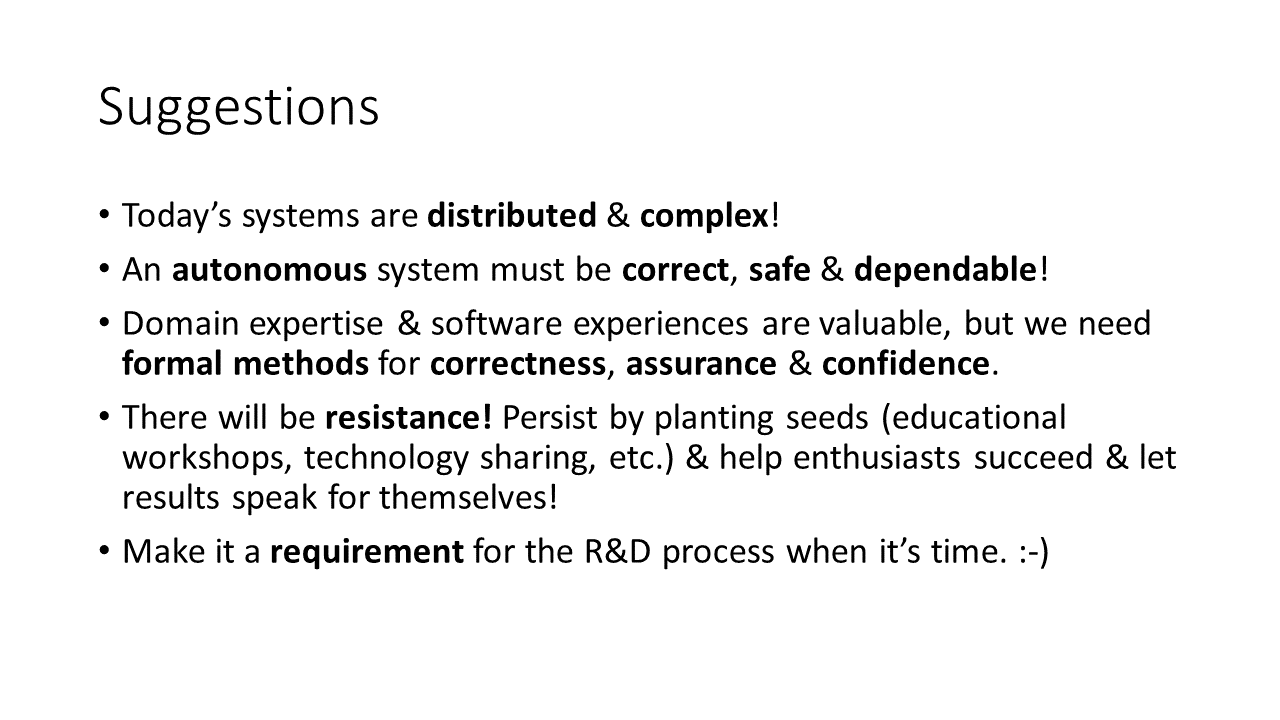 Suggestions
• Today’s systems are distributed & complex!
• An autonomous system must be correct, safe & dependable!
• Domain expertise & software experiences are valuable, but we need
formal methods for correctness, assurance & confidence.
• There will be resistance! Persist by planting seeds (educational
workshops, technology sharing, etc.) & help enthusiasts succeed & let
results speak for themselves!
• Make it a requirement for the R&D process when it’s time. :-)